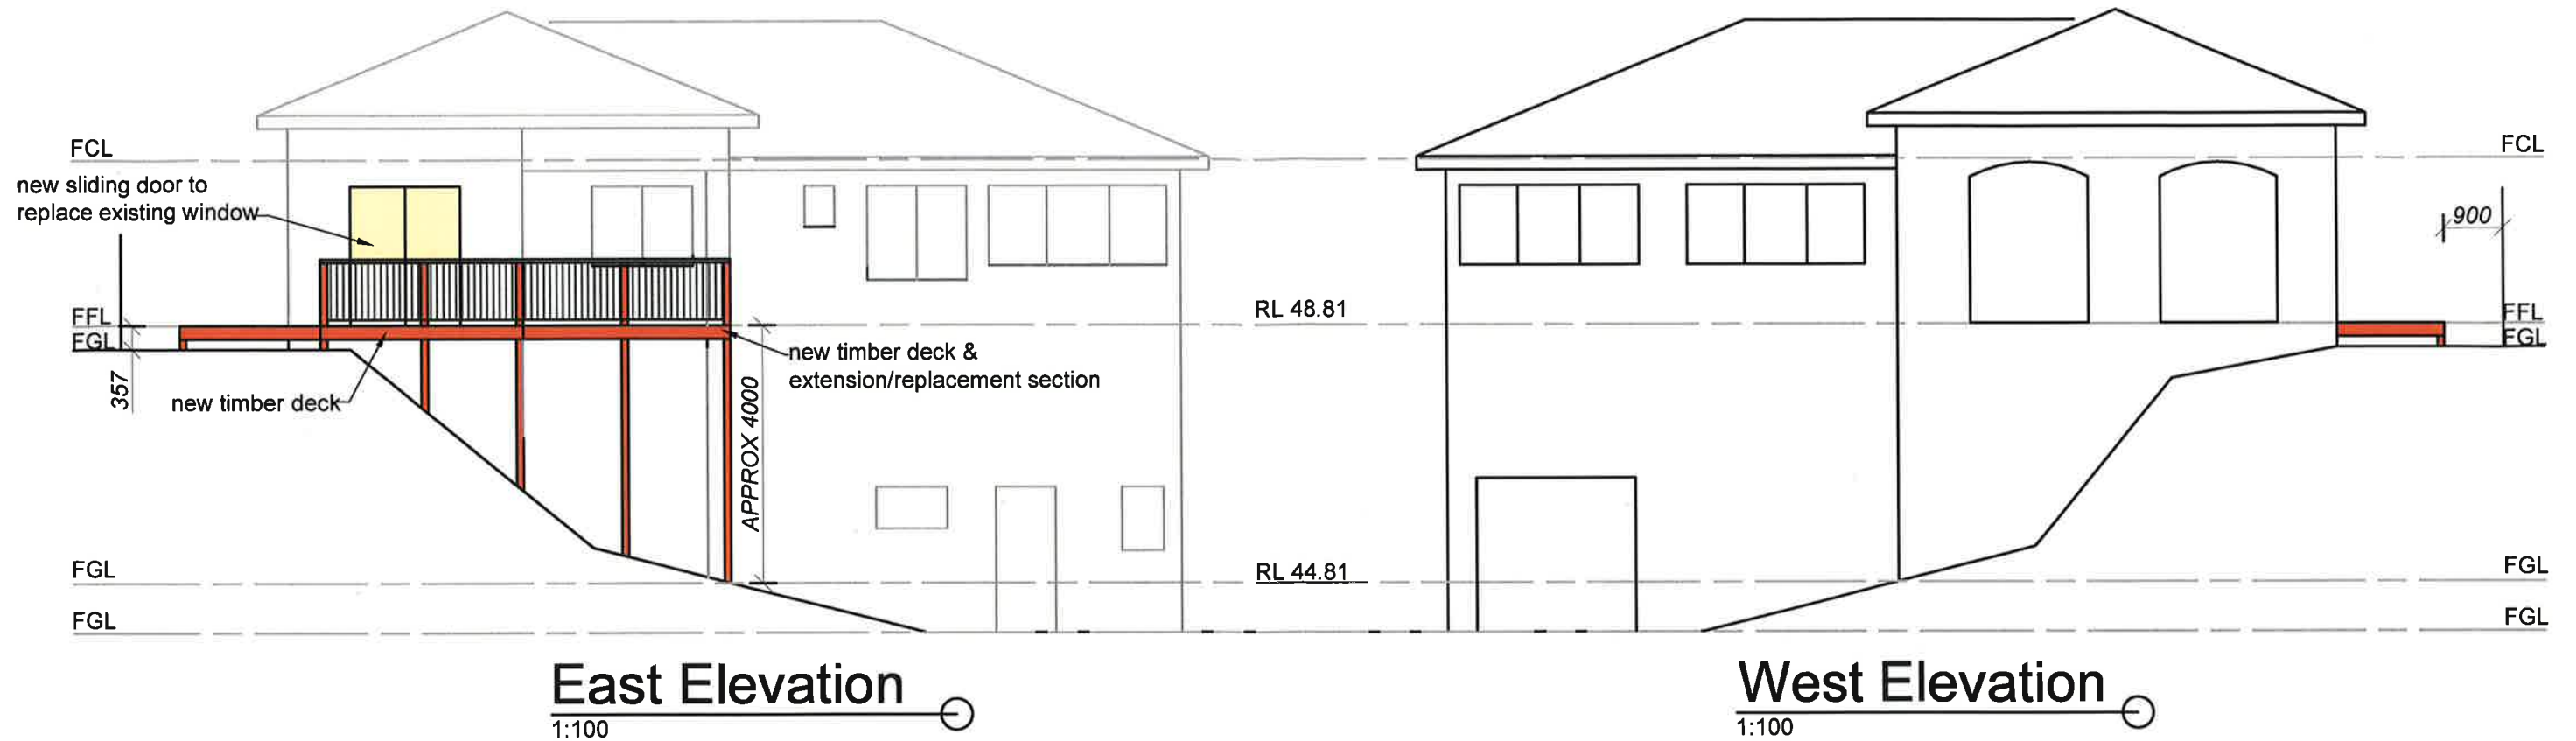 FCL
FCL
new sliding door to
replace existing window
900
FFL
RL 48.81
FFL
FGL
FGL
357
new timber deck
new timber deck &
extension/replacement section
APPROX 4000
FGL
RL 44.81
FGL
FGL
FGL
East Elevation
1:100
West Elevation
1:100